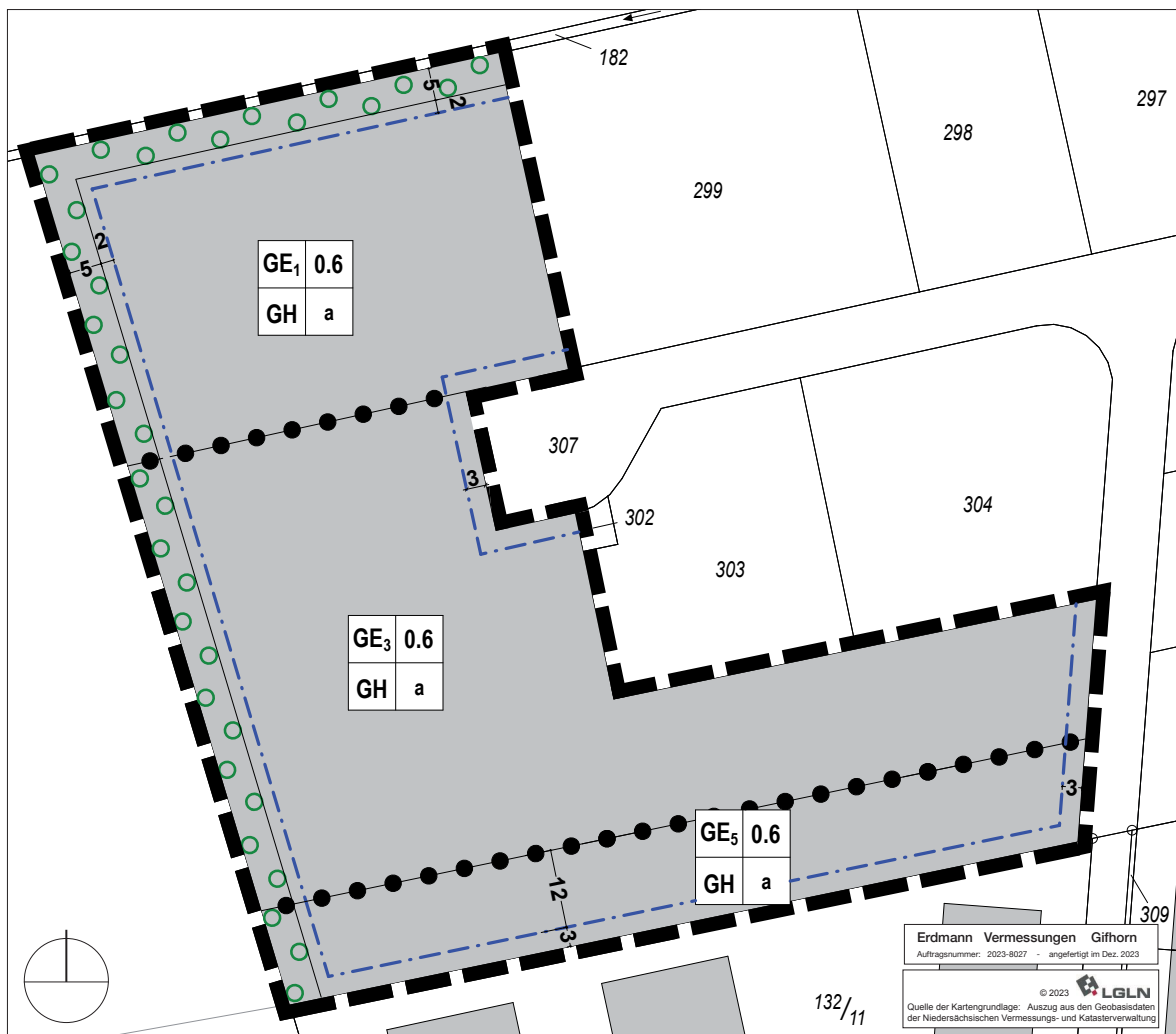 182
297
298
299
5
2
2
5
GE₁ 0.6
GH a
307
3
302
304
303
GE₃ 0.6
GH a
3
GE₅ 0.6
GH a
12
3
309
132/11
Erdmann Vermessungen Gifhorn
Auftragsnummer: 2023-8027 - angefertigt im Dez. 2023
© 2023 LGLN
Quelle der Kartengrundlage: Auszug aus den Geobasisdaten
der Niedersächsischen Vermessungs- und Katasterverwaltung